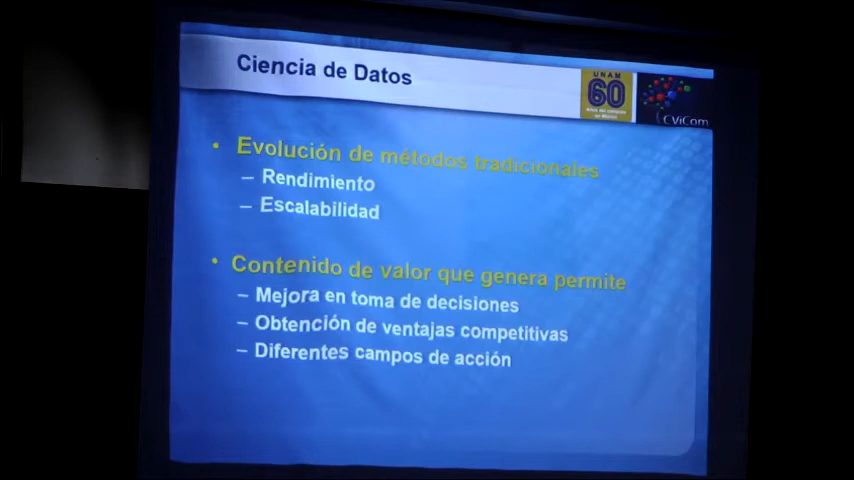 Ciencia de Datos
UNAM
60
CViCom
• Evolución de métodos tradicionales
– Rendimiento
– Escalabilidad
• Contenido de valor que genera permite
– Mejora en toma de decisiones
– Obtención de ventajas competitivas
– Diferentes campos de acción